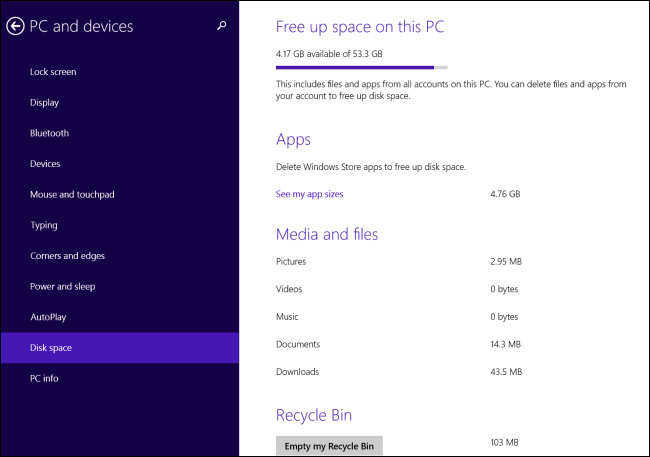 PC and devices
Lock screen
Display
Bluetooth
Devices
Mouse and touchpad
Typing
Corners and edges
Power and sleep
AutoPlay
Disk space
PC info
Free up space on this PC
4.17 GB available of 53.3 GB
This includes files and apps from all accounts on this PC. You can delete files and apps from
your account to free up disk space.
Apps
Delete Windows Store apps to free up disk space.
See my app sizes 4.76 GB
Media and files
Pictures 2.95 MB
Videos 0 bytes
Music 0 bytes
Documents 14.3 MB
Downloads 43.5 MB
Recycle Bin
Empty my Recycle Bin 103 MB